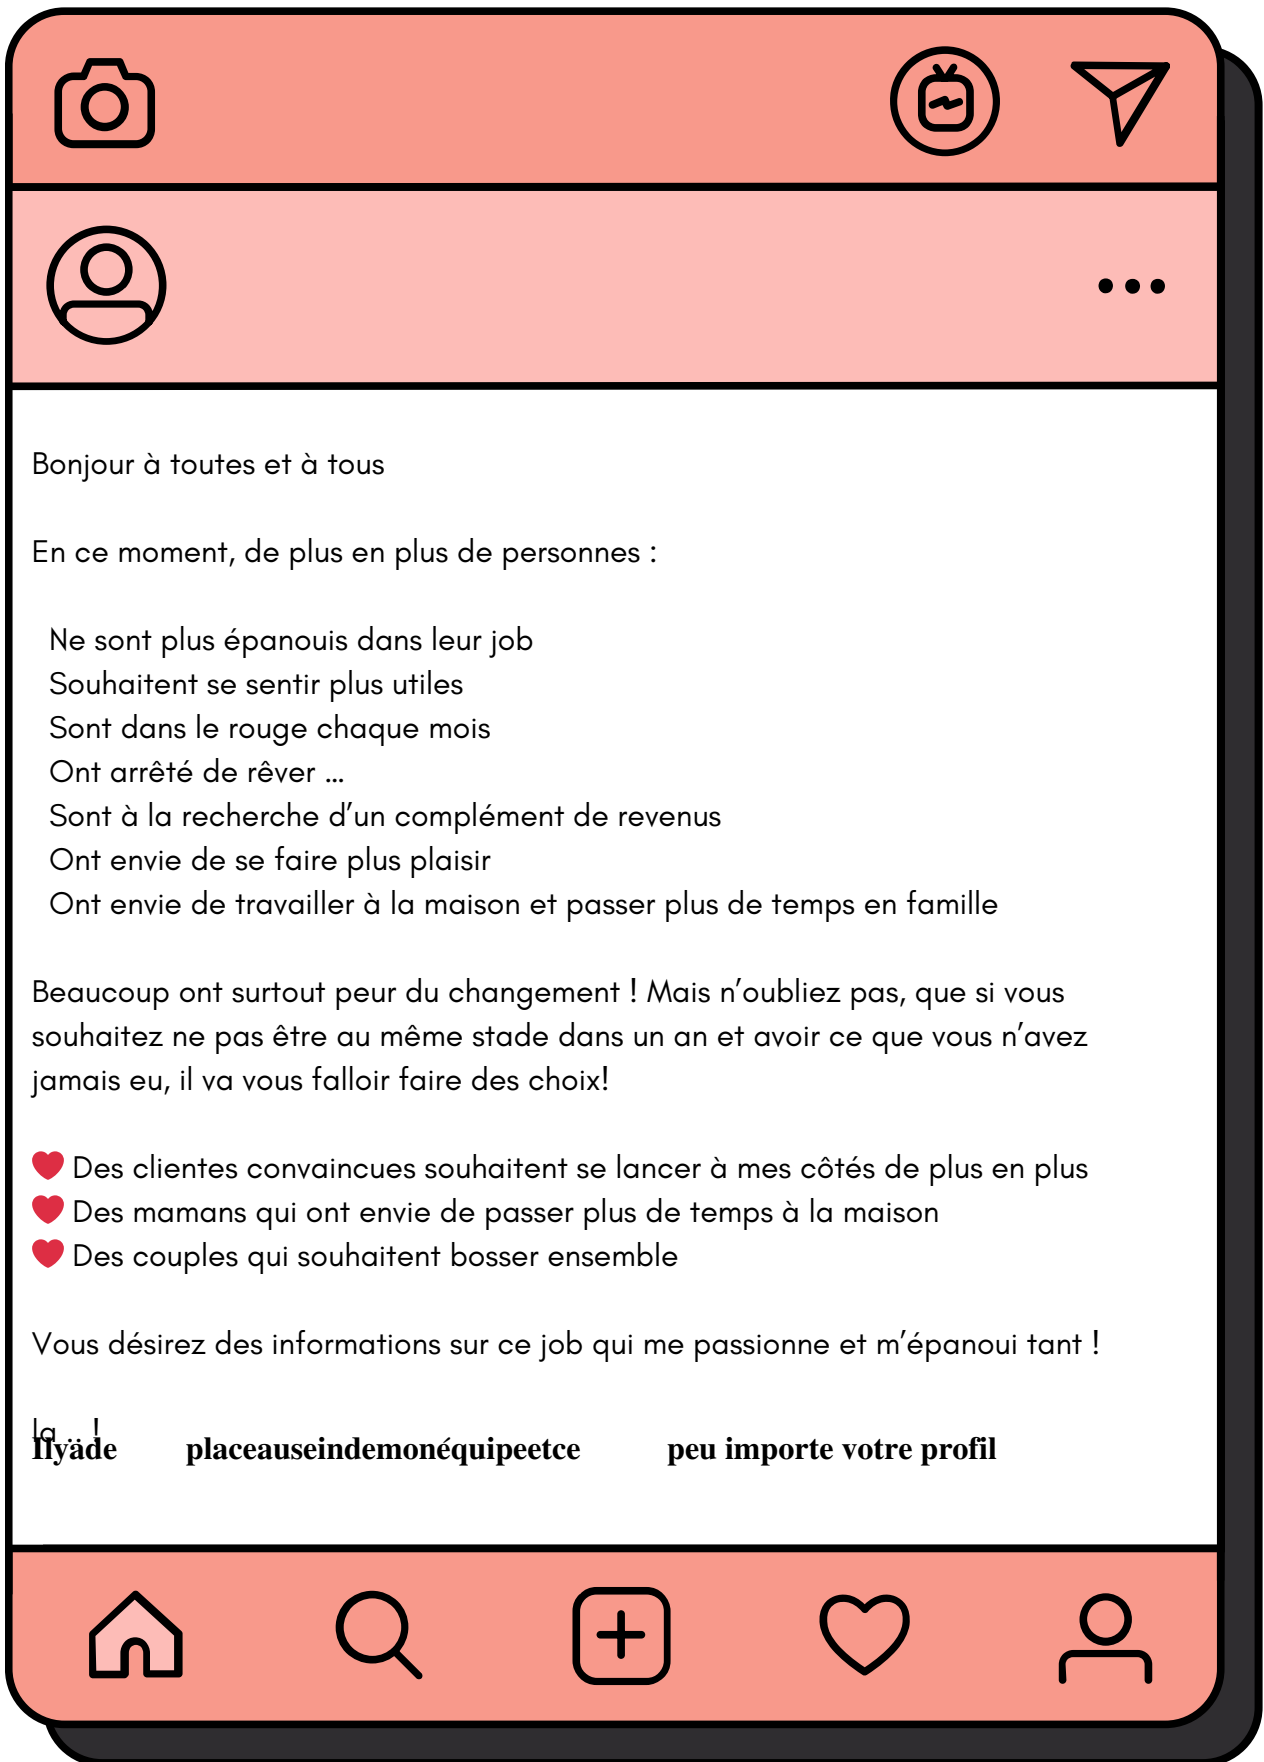 Bonjour à toutes et à tous
En ce moment, de plus en plus de personnes :
Ne sont plus épanouis dans leur job
Souhaitent se sentir plus utiles
Sont dans le rouge chaque mois
Ont arrêté de rêver ...
Sont à la recherche d’un complément de revenus
Ont envie de se faire plus plaisir
Ont envie de travailler à la maison et passer plus de temps en famille
Beaucoup ont surtout peur du changement ! Mais n’oubliez pas, que si vous
souhaitez ne pas être au même stade dans un an et avoir ce que vous n’avez
jamais eu, il va vous falloir faire des choix!
❤️ Des clientes convaincues souhaitent se lancer à mes côtés de plus en plus
❤️ Des mamans qui ont envie de passer plus de temps à la maison
❤️ Des couples qui souhaitent bosser ensemble
Vous désirez des informations sur ce job qui me passionne et m’épanoui tant !
la !
Ilyade placeauseindemonéquipeetce peu importe votre profil